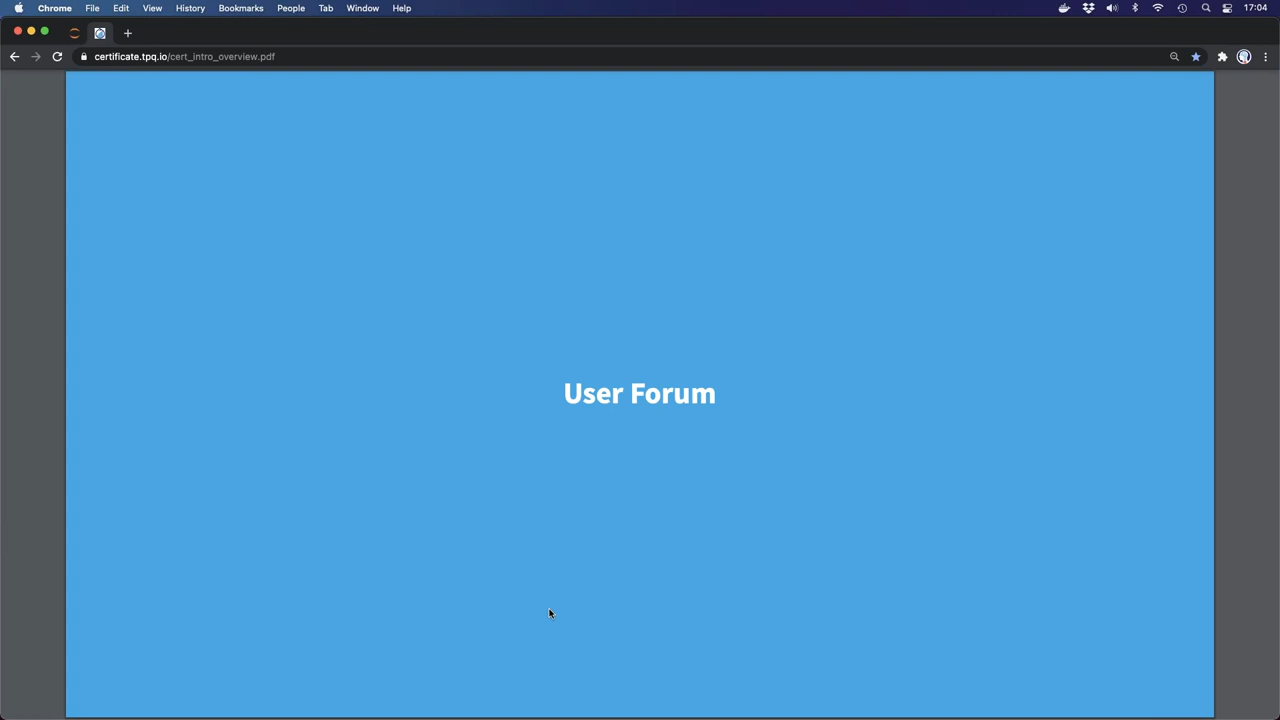 Chrome File Edit View History Bookmarks People Tab Window Help 17:04
certificate.tpq.io/cert_intro_overview.pdf
User Forum